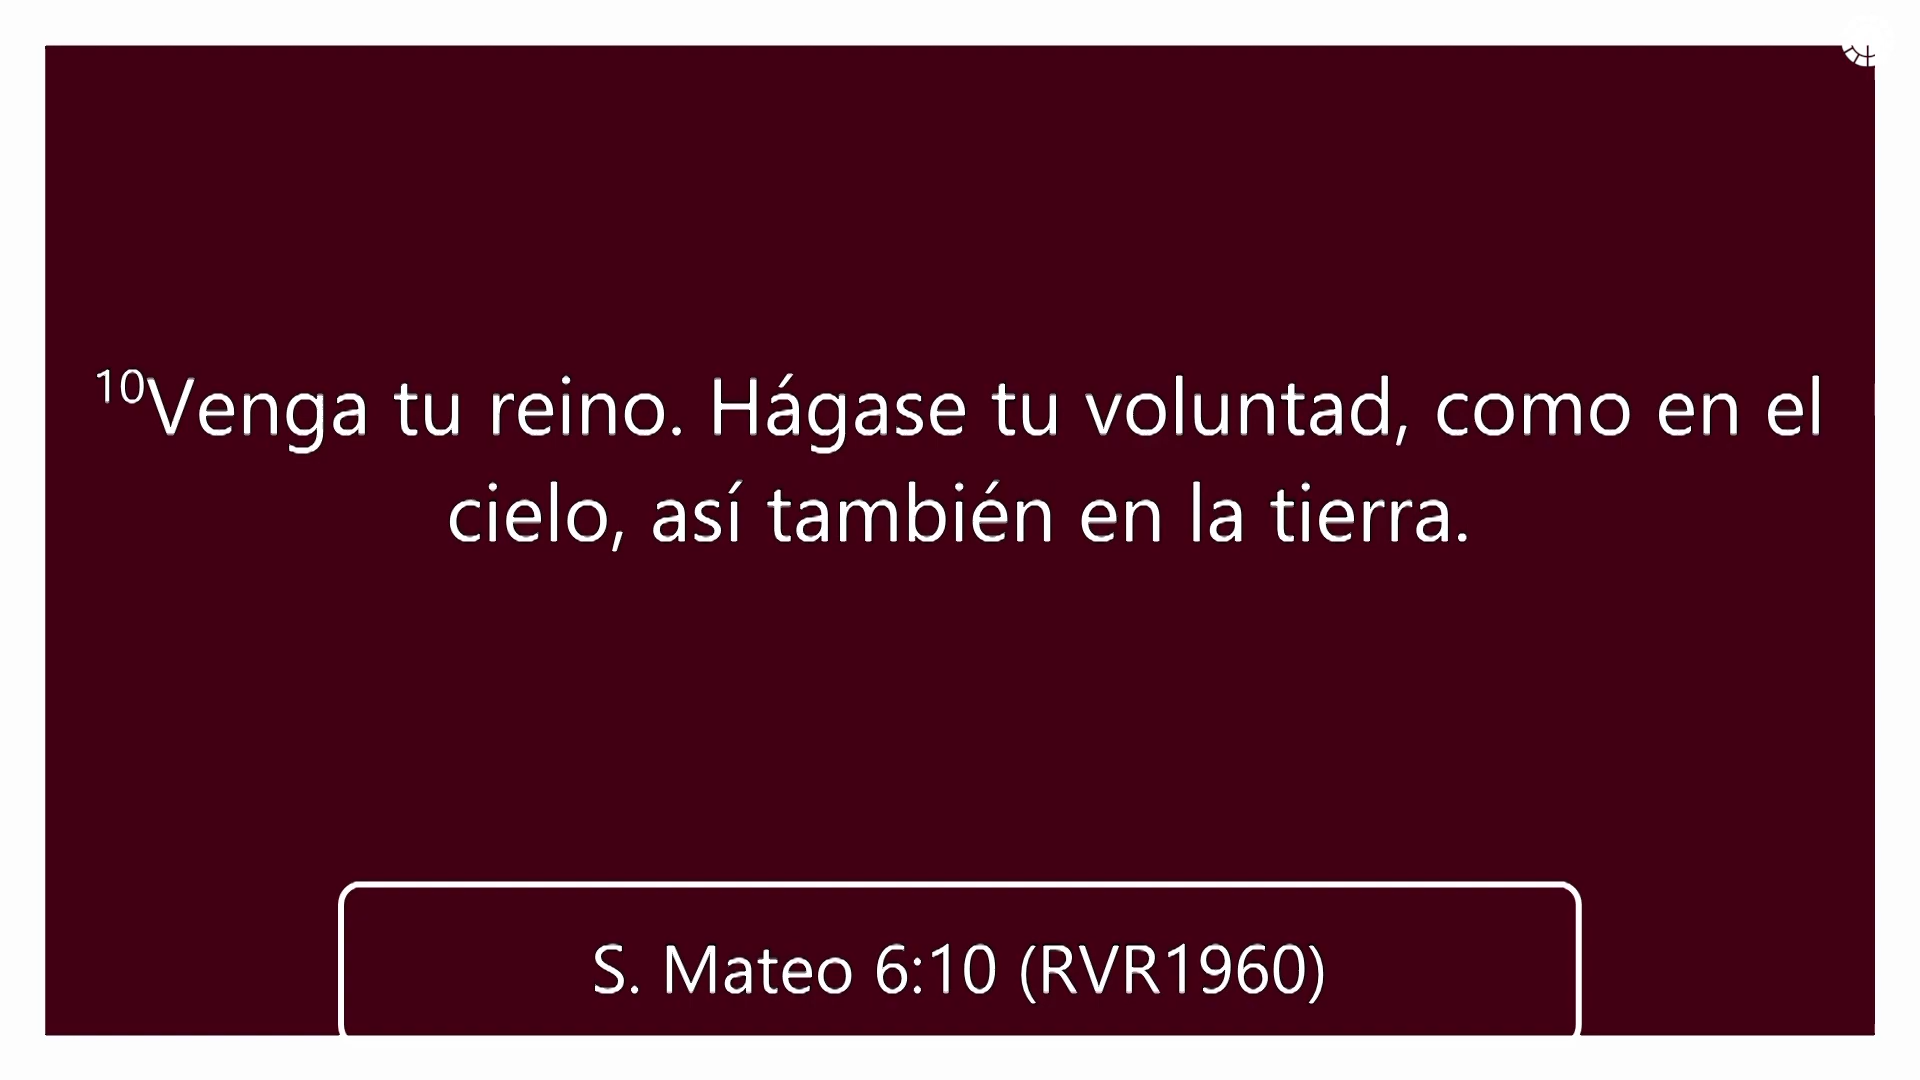 10Venga tu reino. Hágase tu voluntad, como en el
cielo, así también en la tierra.
S. Mateo 6:10 (RVR1960)